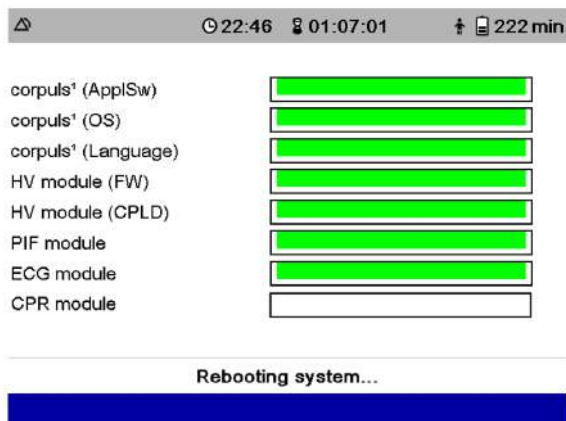 22:46 01:07:01 222 min
corpuls¹ (ApplSw)
corpuls¹ (OS)
corpuls¹ (Language)
HV module (FW)
HV module (CPLD)
PIF module
ECG module
CPR module
Rebooting system...